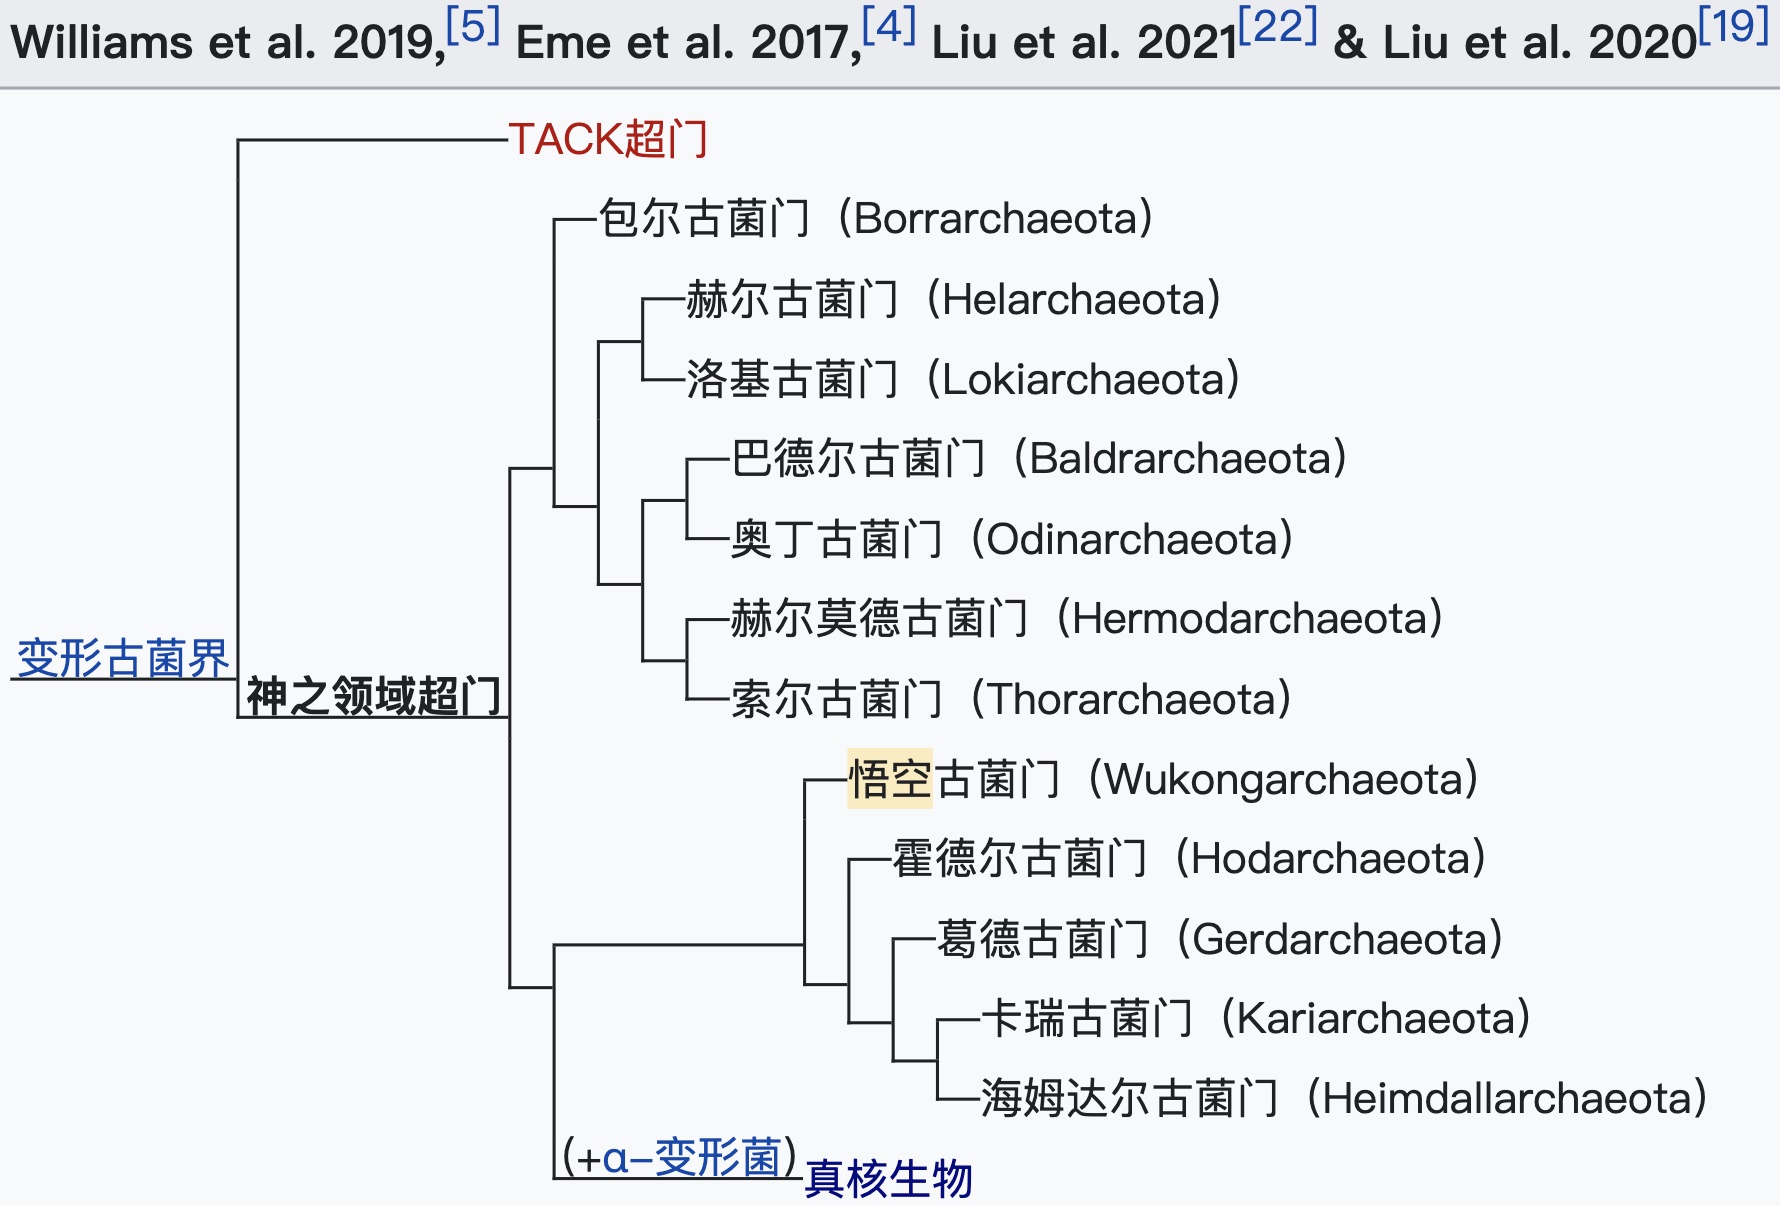 Williams et al. 2019,[5] Eme et al. 2017,[4] Liu et al. 2021[22] & Liu et al. 2020[19]
TACK超门
包尔古菌门（Borrarchaeota）
赫尔古菌门（Helarchaeota）
洛基古菌门（Lokiarchaeota）
巴德尔古菌门（Baldrarchaeota）
奥丁古菌门（Odinarchaeota）
赫尔莫德古菌门（Hermodarchaeota）
变形古菌界
神之领域超门
索尔古菌门（Thorarchaeota）
悟空古菌门（Wukongarchaeota）
霍德尔古菌门（Hodarchaeota）
葛德古菌门（Gerdarchaeota）
卡瑞古菌门（Kariarchaeota）
海姆达尔古菌门（Heimdallarchaeota）
(+α−变形菌)
真核生物